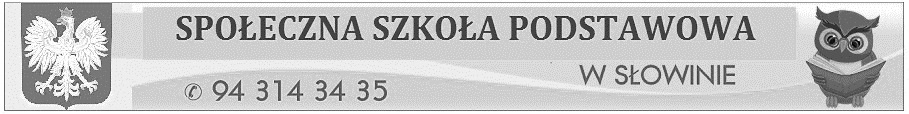 SPOŁECZNA SZKOŁA PODSTAWOWA
W SŁOWINIE
✆ 94 314 34 35